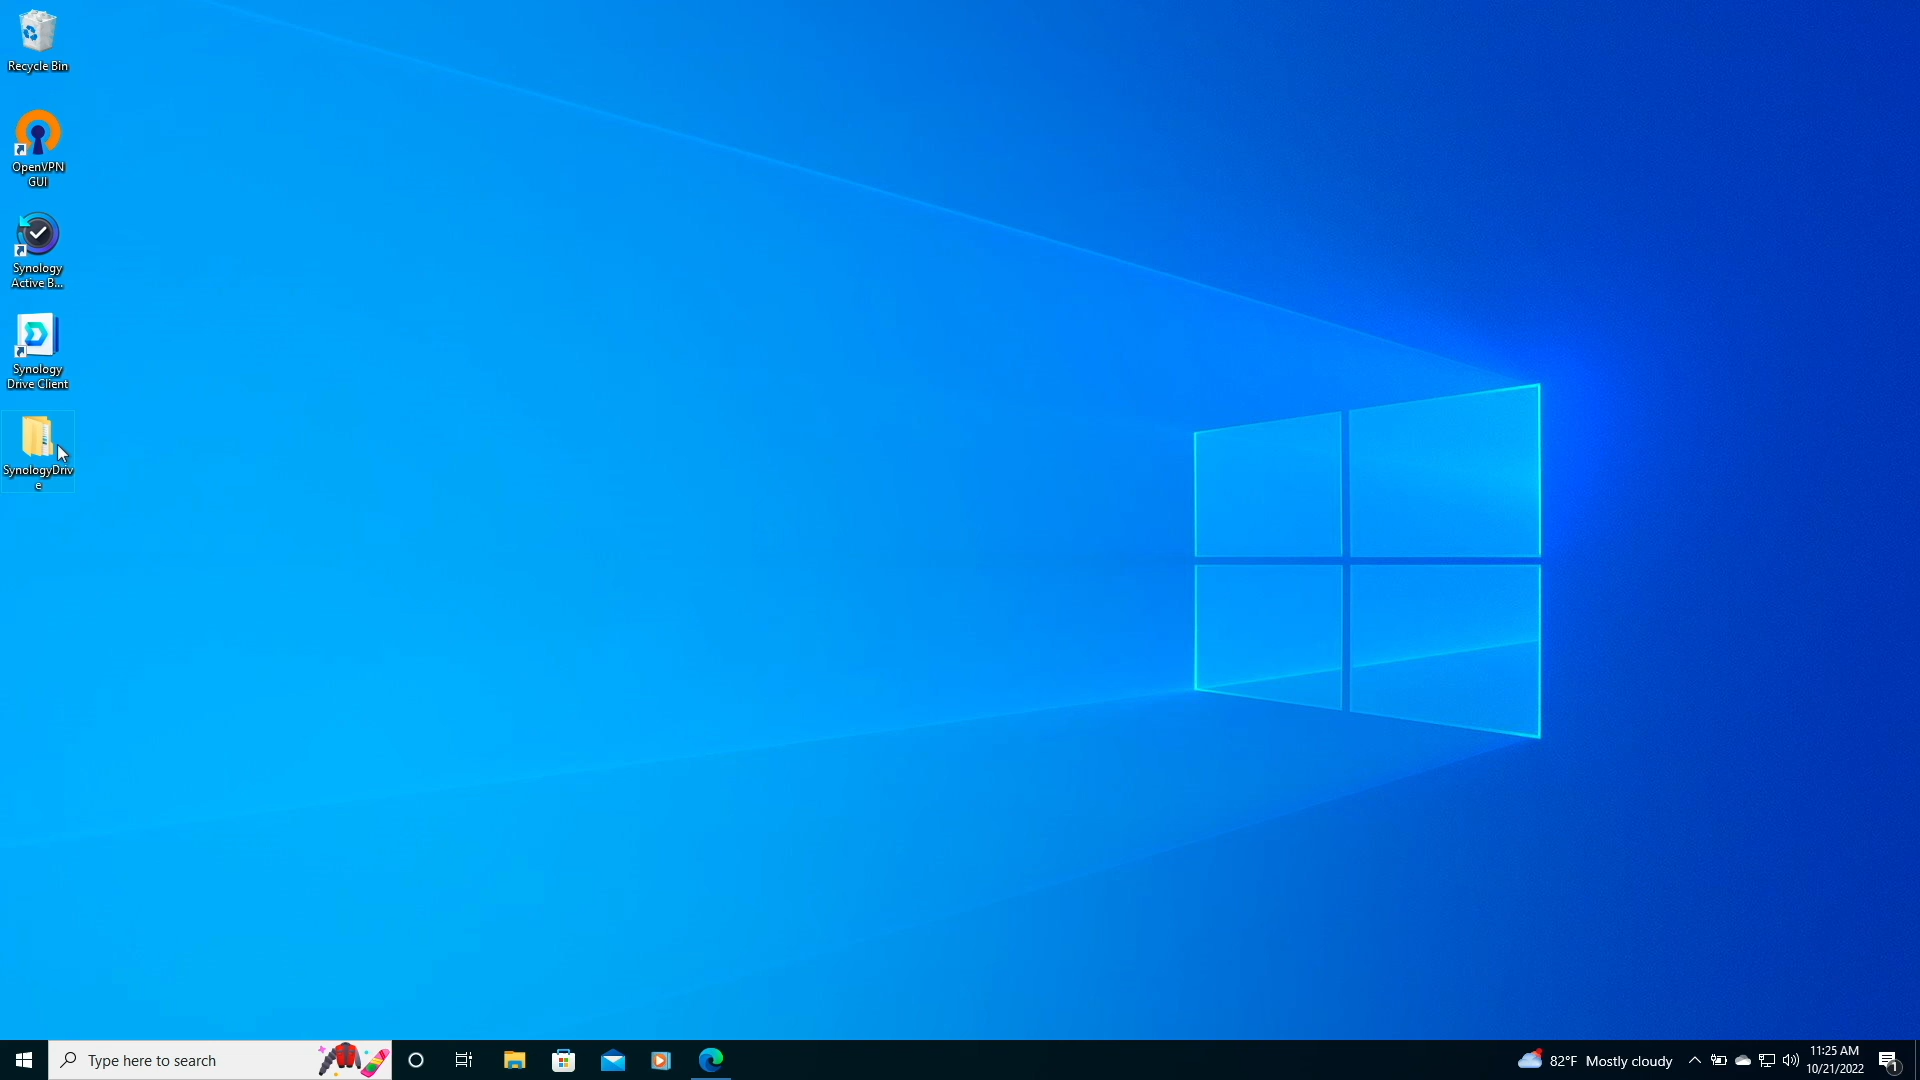 Recycle Bin
OpenVPN
GUI
Synology
Active B...
Synology
Drive Client
SynologyDriv
e
Type here to search
82°F Mostly cloudy
11:25 AM
10/21/2022
1